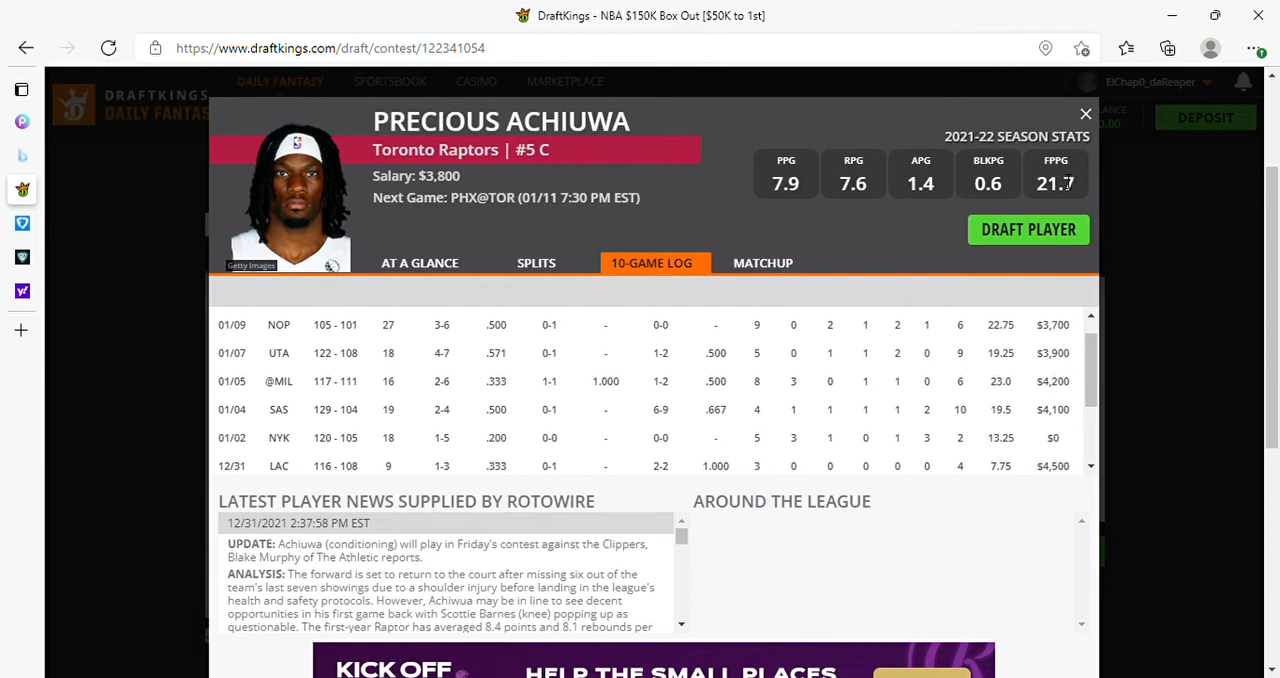 DraftKings - NBA $150K Box Out [$50K to 1st]
https://www.draftkings.com/draft/contest/122341054
DAILY FANTASY SPORTSBOOK CASINO MARKETPLACE
ElChap0_daReaper
DRAFTKINGS
DAILY FANTAS
DEPOSIT
PRECIOUS ACHIUWA
Toronto Raptors | #5 C
Salary: $3,800
Next Game: PHX@TOR (01/11 7:30 PM EST)
2021-22 SEASON STATS
PPG RPG APG BLKPG FPPG
7.9 7.6 1.4 0.6 21.7
DRAFT PLAYER
Getty Images
AT A GLANCE SPLITS 10-GAME LOG MATCHUP
01/09 NOP 105 - 101 27 3-6 .500 0-1 - 0-0 - 9 0 2 1 2 1 6 22.75 $3,700
01/07 UTA 122 - 108 18 4-7 .571 0-1 - 1-2 .500 5 0 1 1 2 0 9 19.25 $3,900
01/05 @MIL 117 - 111 16 2-6 .333 1-1 1.000 1-2 .500 8 3 0 1 1 0 6 23.0 $4,200
01/04 SAS 129 - 104 19 2-4 .500 0-1 - 6-9 .667 4 1 1 1 1 2 10 19.5 $4,100
01/02 NYK 120 - 105 18 1-5 .200 0-0 - 0-0 - 5 3 1 0 1 3 2 13.25 $0
12/31 LAC 116 - 108 9 1-3 .333 0-1 - 2-2 1.000 3 0 0 0 0 0 4 7.75 $4,500
LATEST PLAYER NEWS SUPPLIED BY ROTOWIRE
12/31/2021 2:37:58 PM EST
UPDATE: Achiuwa (conditioning) will play in Friday's contest against the Clippers,
Blake Murphy of The Athletic reports.
ANALYSIS: The forward is set to return to the court after missing six out of the
team's last seven showings due to a shoulder injury before landing in the league's
health and safety protocols. However, Achiwua may be in line to see decent
opportunities in his first game back with Scottie Barnes (knee) popping up as
questionable. The first-year Raptor has averaged 8.4 points and 8.1 rebounds per
AROUND THE LEAGUE
KICK OFF
HELP THE SMALL PLACES